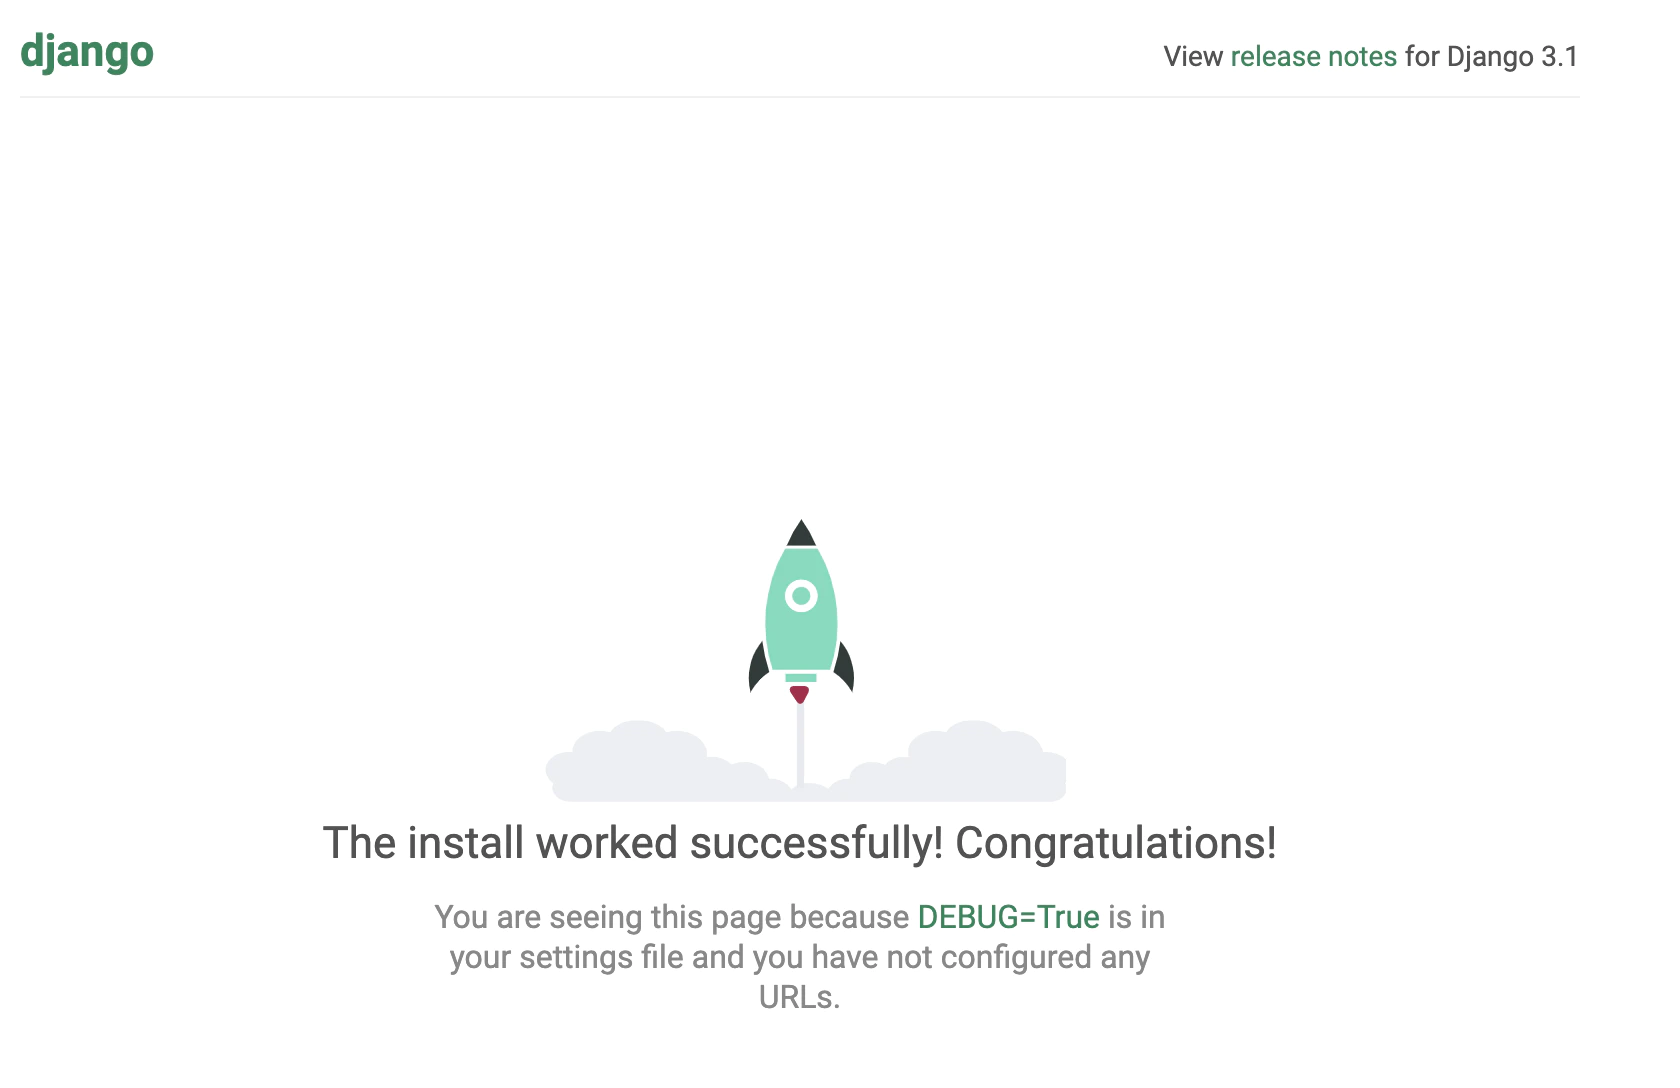 django
View release notes for Django 3.1
The install worked successfully! Congratulations!
You are seeing this page because DEBUG=True is in
your settings file and you have not configured any
URLs.